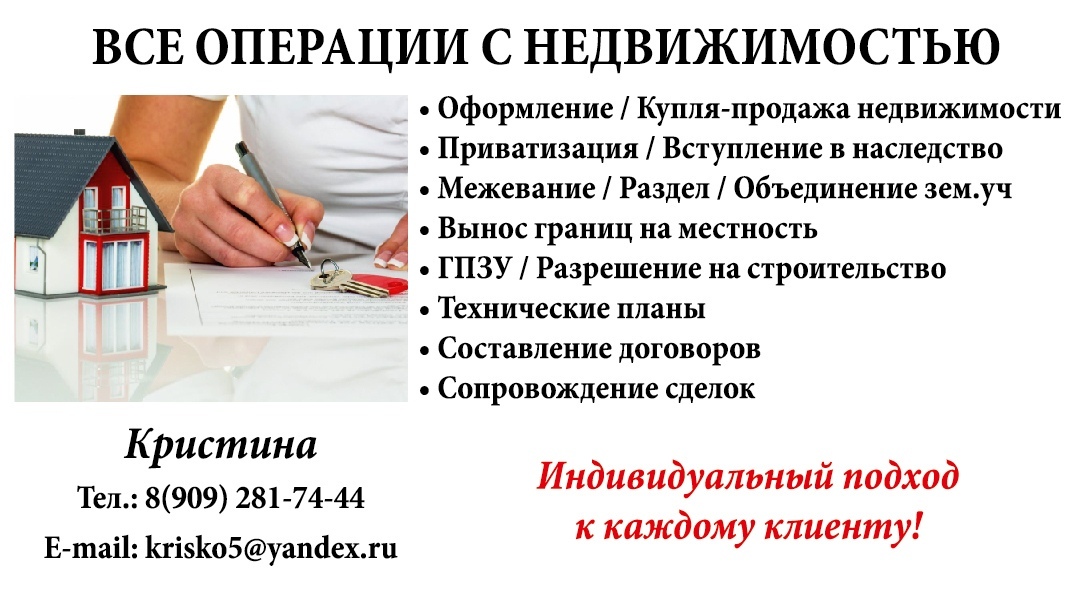 ВСЕ ОПЕРАЦИИ С НЕДВИЖИМОСТЬЮ
• Оформление / Купля-продажа недвижимости
• Приватизация / Вступление в наследство
• Межевание / Раздел / Объединение зем.уч
• Вынос границ на местность
• ГПЗУ / Разрешение на строительство
• Технические планы
• Составление договоров
• Сопровождение сделок
Кристина
Тел.: 8(909) 281-74-44
E-mail: krisko5@yandex.ru
Индивидуальный подход
к каждому клиенту!